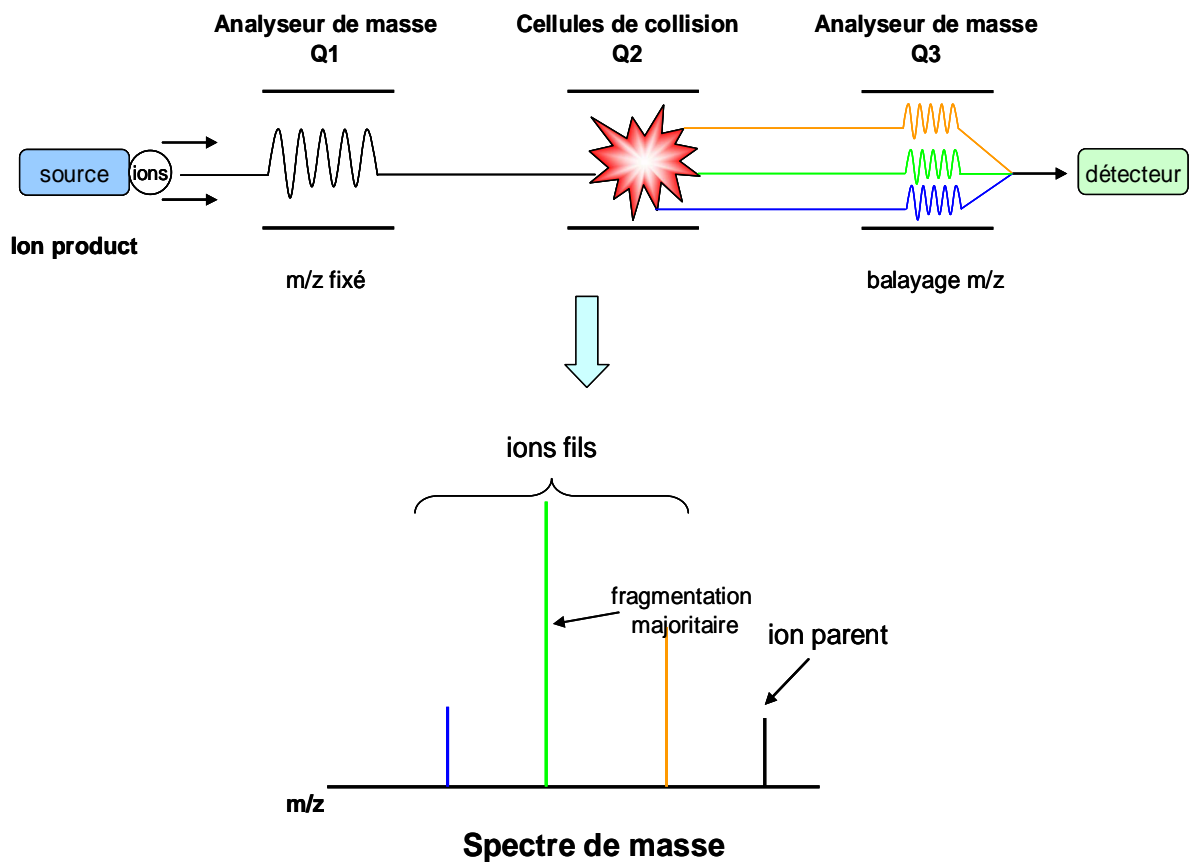 Analyseur de masse
Q1
Cellules de collision
Q2
Analyseur de masse
Q3
source
ions
détecteur
Ion product
m/z fixé
balayage m/z
ions fils
fragmentation
majoritaire
ion parent
m/z
Spectre de masse